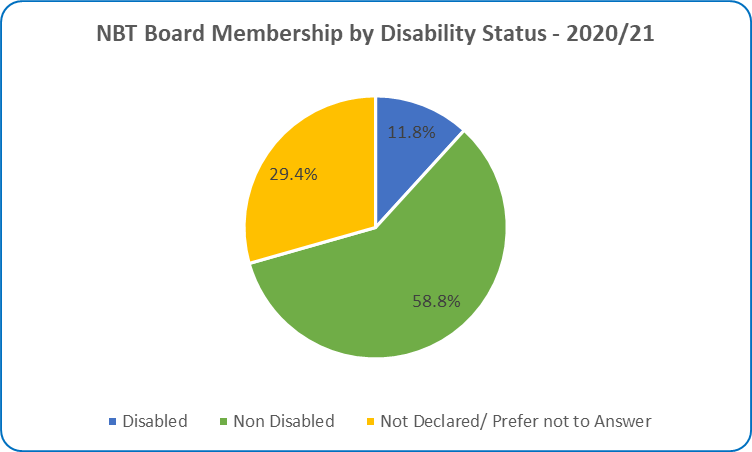 NBT Board Membership by Disability Status - 2020/21
11.8%
29.4%
58.8%
Disabled Non Disabled Not Declared/ Prefer not to Answer